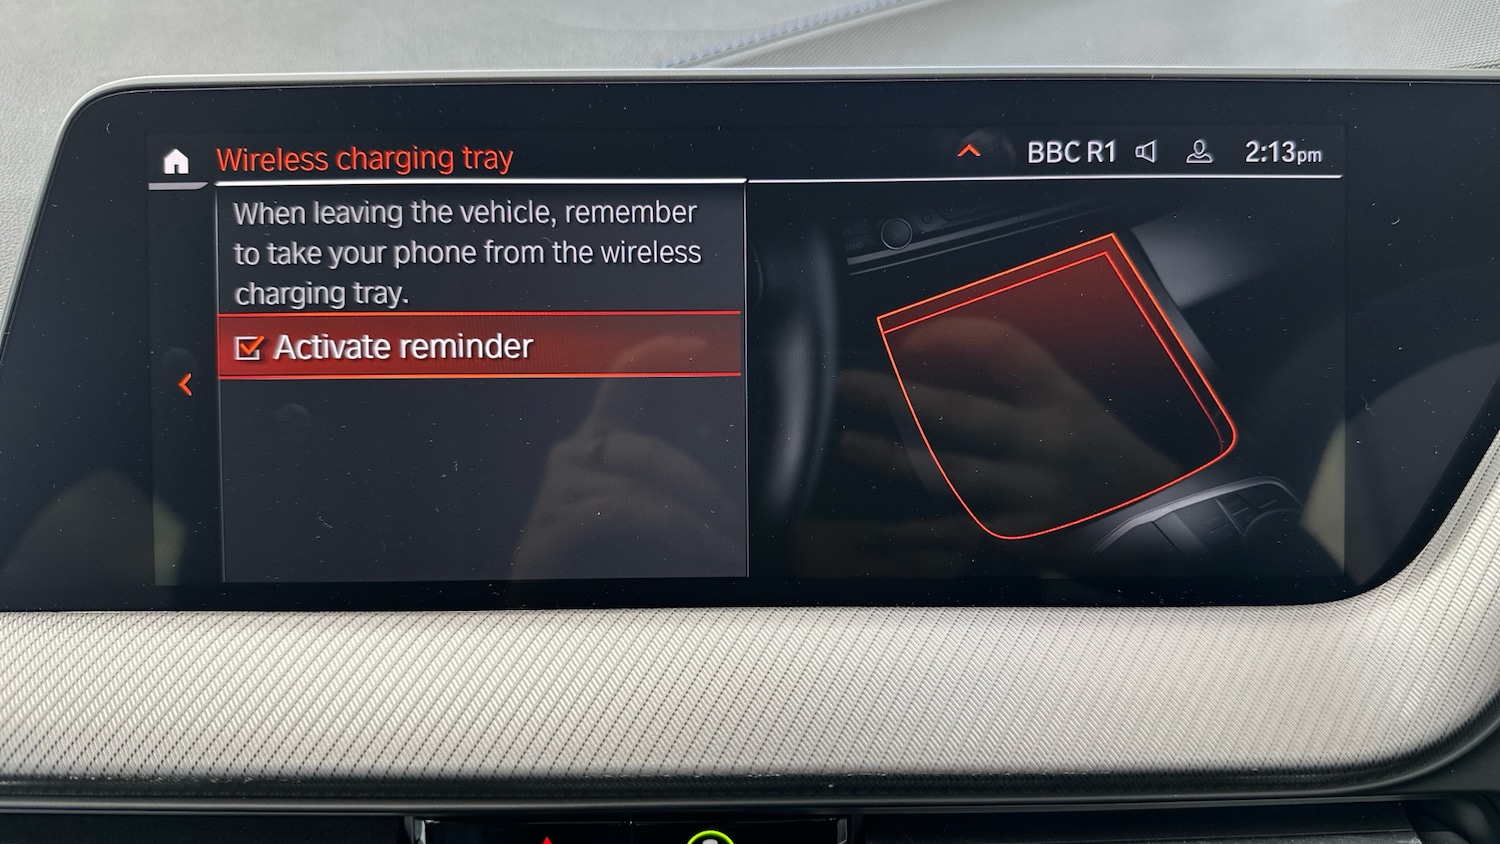 Wireless charging tray
BBC R1
2:13pm
When leaving the vehicle, remember
to take your phone from the wireless
charging tray.
Activate reminder